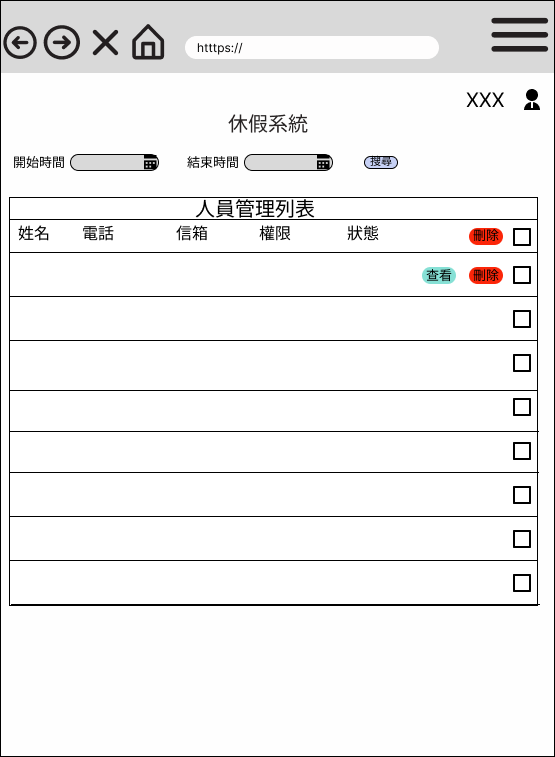 htttps://
XXX
休假系統
開始時間 結束時間 搜尋
人員管理列表
姓名 電話 信箱 權限 狀態 刪除
查看 刪除